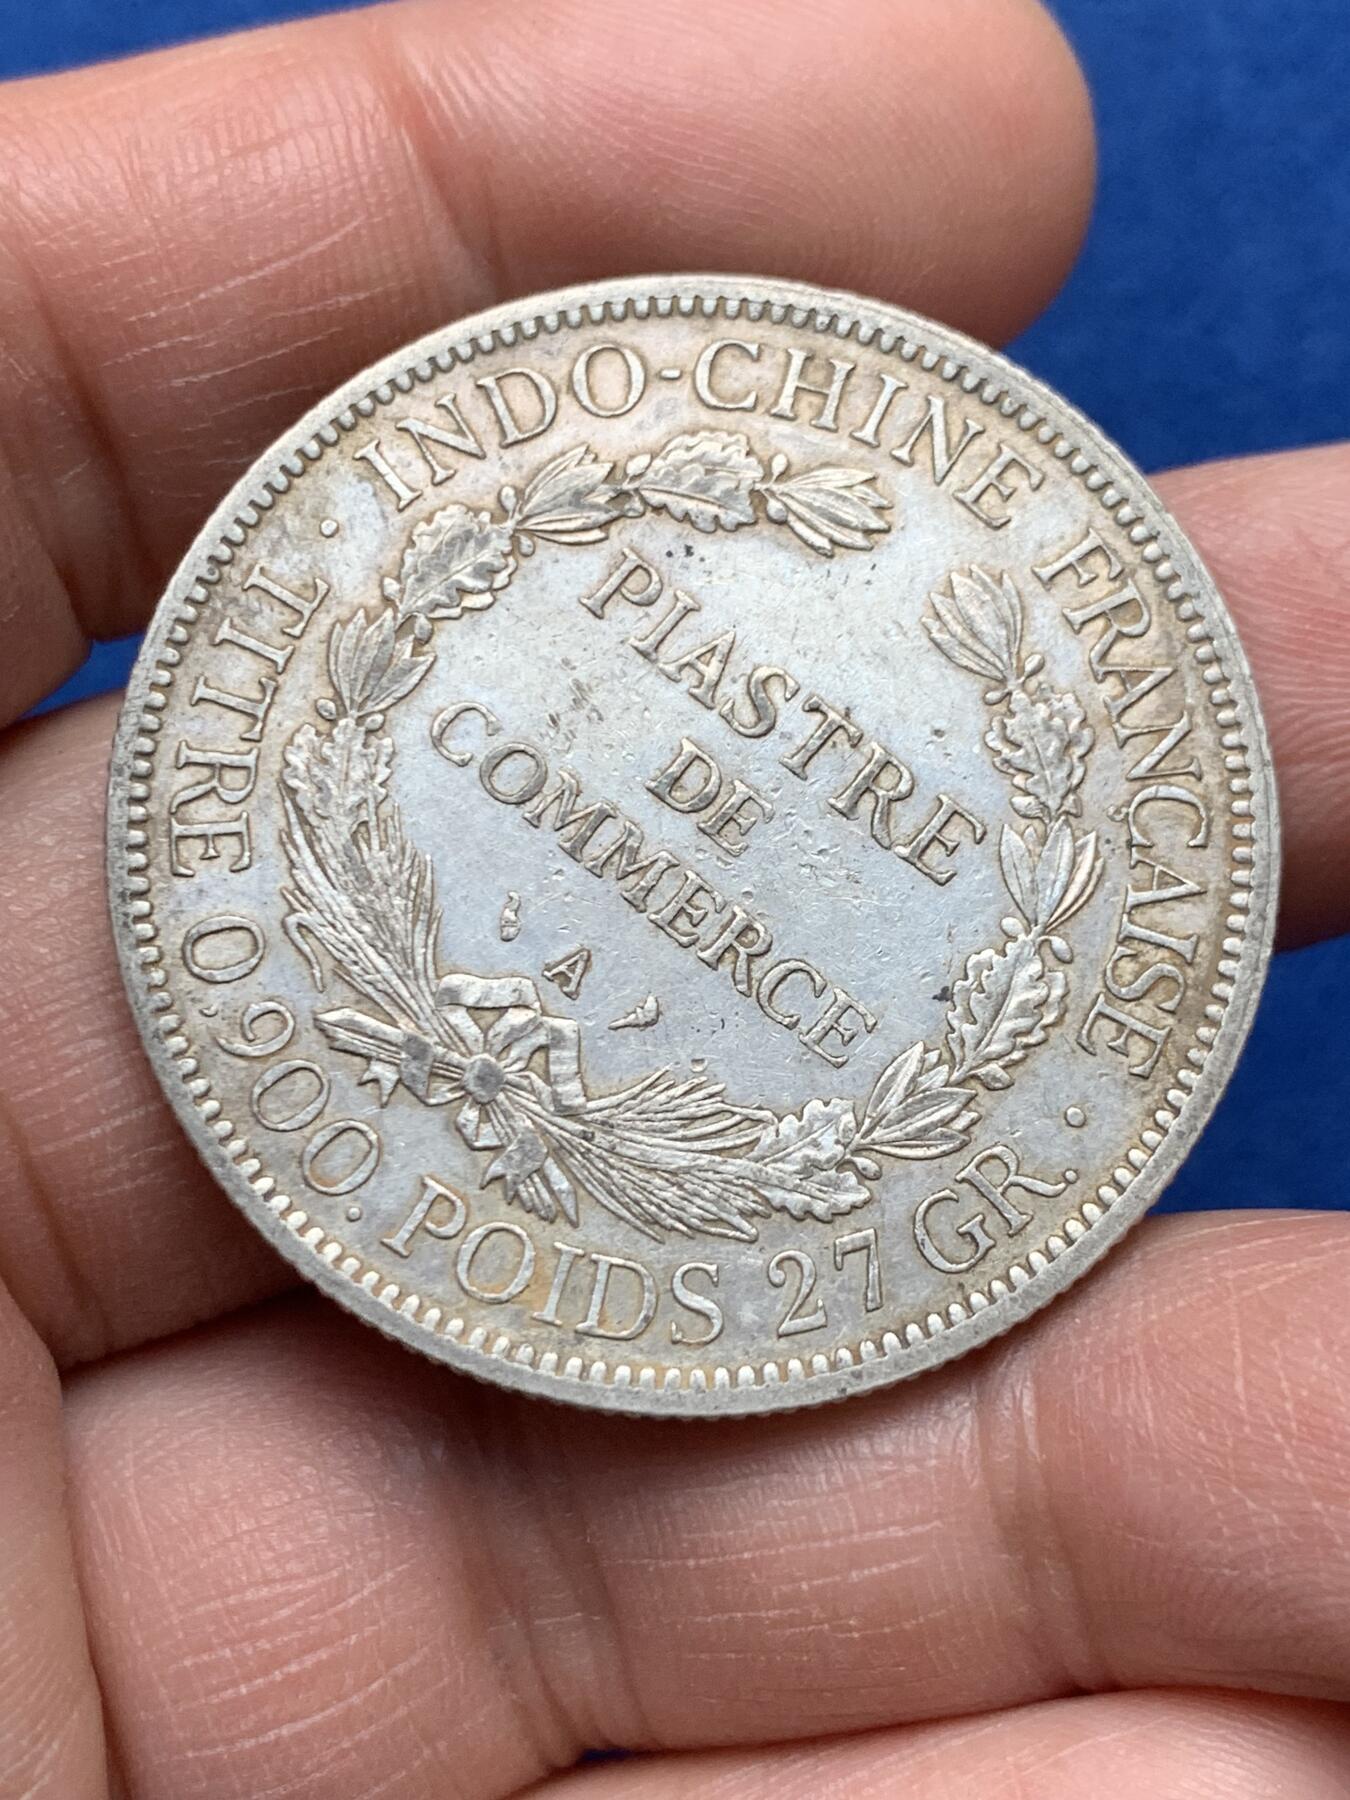 INDO-CHINE FRANÇAISE
PIASTRE
DE
COMMERCE
A
TITRE 0,900. POIDS 27 GR.